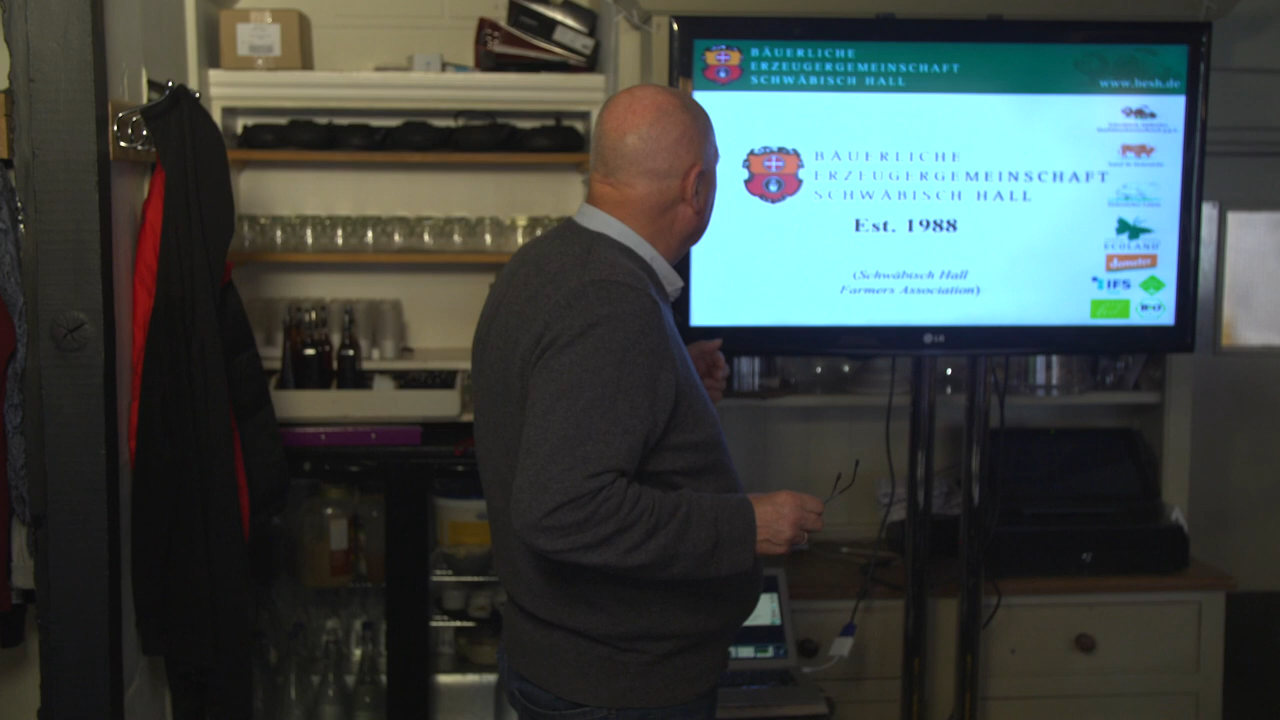 BÄUERLICHE
ERZEUGERGEMEINSCHAFT
SCHWÄBISCH HALL
www.besh.de
BÄUERLICHE
ERZEUGERGEMEINSCHAFT
SCHWÄBISCH HALL
Est. 1988
(Schwäbisch Hall
Farmers Association)
ECOLAND
demeter
IFS
LG